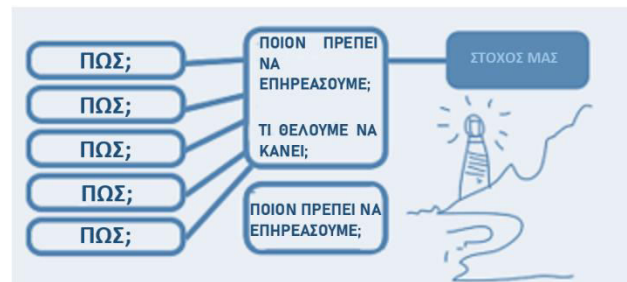 ΠΩΣ;
ΠΩΣ;
ΠΩΣ;
ΠΩΣ;
ΠΩΣ;
ΠΟΙΟΝ ΠΡΕΠΕΙ
ΝΑ
ΕΠΗΡΕΑΣΟΥΜΕ;
ΤΙ ΘΕΛΟΥΜΕ ΝΑ
ΚΑΝΕΙ;
ΠΟΙΟΝ ΠΡΕΠΕΙ ΝΑ
ΕΠΗΡΕΑΣΟΥΜΕ;
ΣΤΟΧΟΣ ΜΑΣ